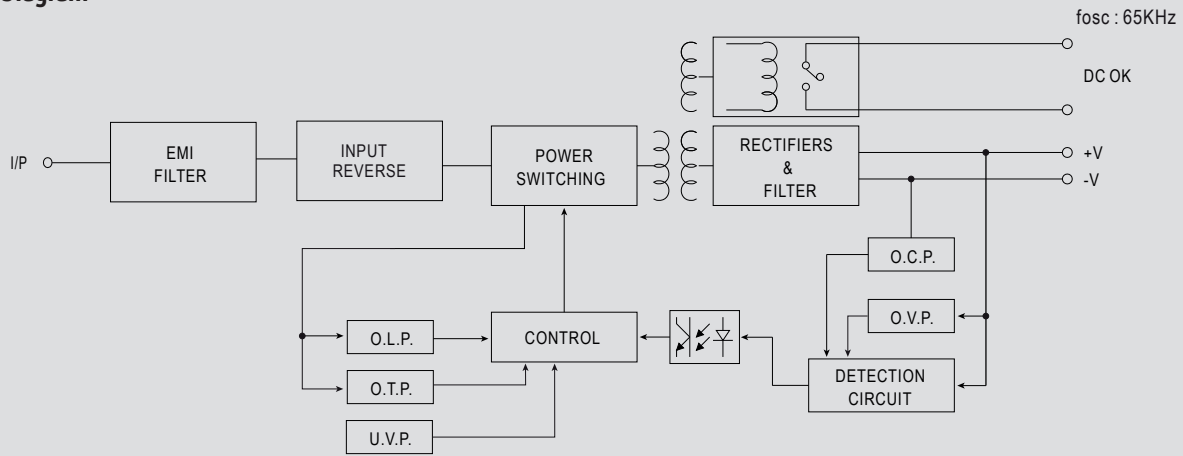 fosc : 65KHz
DC OK
I/P
EMI
FILTER
INPUT
REVERSE
POWER
SWITCHING
RECTIFIERS
&
FILTER
+V
-V
O.C.P.
O.V.P.
O.L.P.
CONTROL
O.T.P.
DETECTION
CIRCUIT
U.V.P.